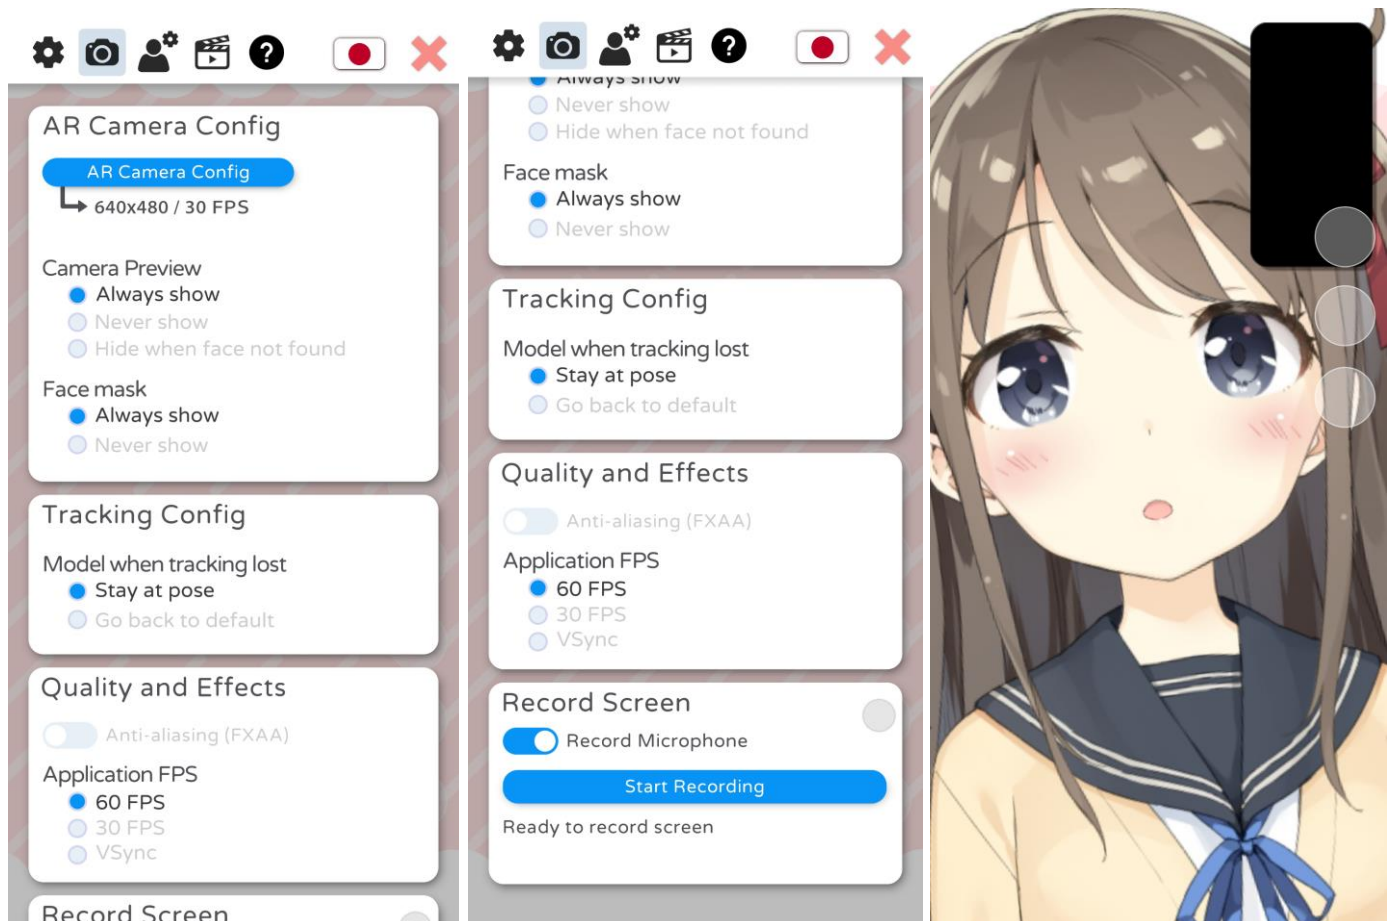 AR Camera Config
AR Camera Config
640x480 / 30 FPS
Camera Preview
Always show
Never show
Hide when face not found
Face mask
Always show
Never show
Tracking Config
Model when tracking lost
Stay at pose
Go back to default
Quality and Effects
Anti-aliasing (FXAA)
Application FPS
60 FPS
30 FPS
VSync
Record Screen
Always show
Never show
Hide when face not found
Face mask
Always show
Never show
Tracking Config
Model when tracking lost
Stay at pose
Go back to default
Quality and Effects
Anti-aliasing (FXAA)
Application FPS
60 FPS
30 FPS
VSync
Record Screen
Record Microphone
Start Recording
Ready to record screen